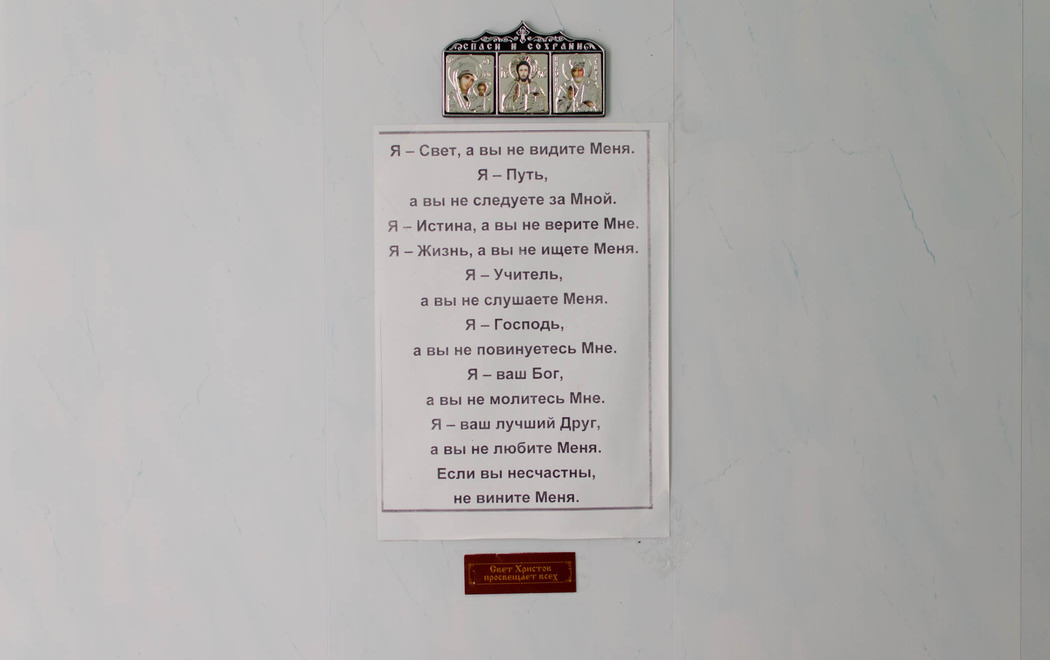 СПАСИ И СОХРАНИ
Я – Свет, а вы не видите Меня.
Я – Путь,
а вы не следуете за Мной.
Я – Истина, а вы не верите Мне.
Я – Жизнь, а вы не ищете Меня.
Я – Учитель,
а вы не слушаете Меня.
Я – Господь,
а вы не повинуетесь Мне.
Я – ваш Бог,
а вы не молитесь Мне.
Я – ваш лучший Друг,
а вы не любите Меня.
Если вы несчастны,
не вините Меня.
Свет Христов
просвещает всех